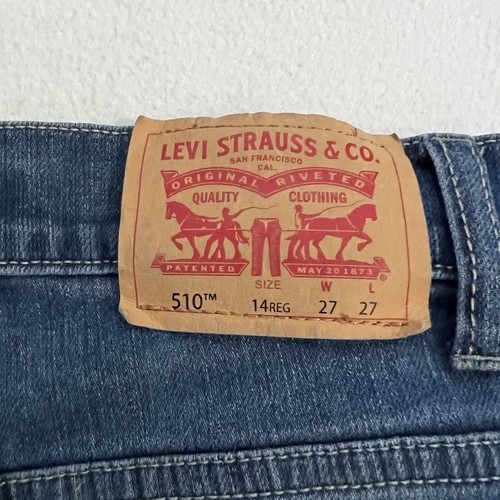 LEVI STRAUSS & CO.
SAN FRANCISCO
CAL.
ORIGINAL RIVETED
QUALITY CLOTHING
PATENTED MAY 20 1873
SIZE W L
510™ 14REG 27 27